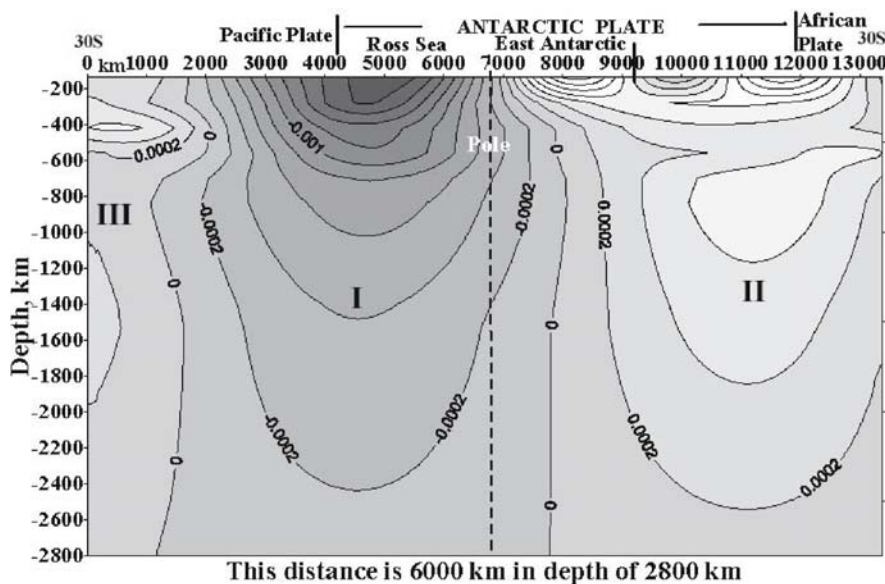 ANTARCTIC PLATE
African
Pacific Plate
Ross Sea
East Antarctic
Plate
30S
30S
0 km 1000 2000 3000 4000 5000 6000 7000 8000 9000 10000 11000 12000 13000
-200
-400
-600
-800
-1000
-1200
-1400
-1600
-1800
-2000
-2200
-2400
-2600
-2800
Depth, km
0.0002
0
-0.001
Pole
0
-0.0002
0.0002
-0.0002
III
I
II
0
0
-0.0002
-0.0002
0.0002
0
0
0.0002
This distance is 6000 km in depth of 2800 km